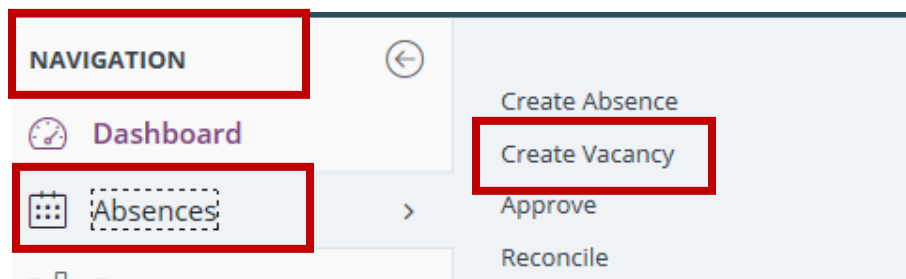 NAVIGATION
Dashboard
Absences
Create Absence
Create Vacancy
Approve
Reconcile